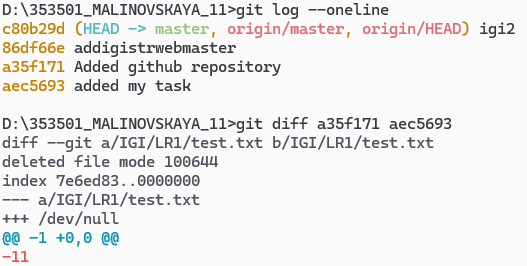 D:\353501_MALINOVSKAYA_11>git log --oneline
c80b29d (HEAD -> master, origin/master, origin/HEAD) igi2
86df66e addigistrwebmaster
a35f171 Added github repository
aec5693 added my task
D:\353501_MALINOVSKAYA_11>git diff a35f171 aec5693
diff --git a/IGI/LR1/test.txt b/IGI/LR1/test.txt
deleted file mode 100644
index 7e6ed83..0000000
--- a/IGI/LR1/test.txt
+++ /dev/null
@@ -1 +0,0 @@
-11